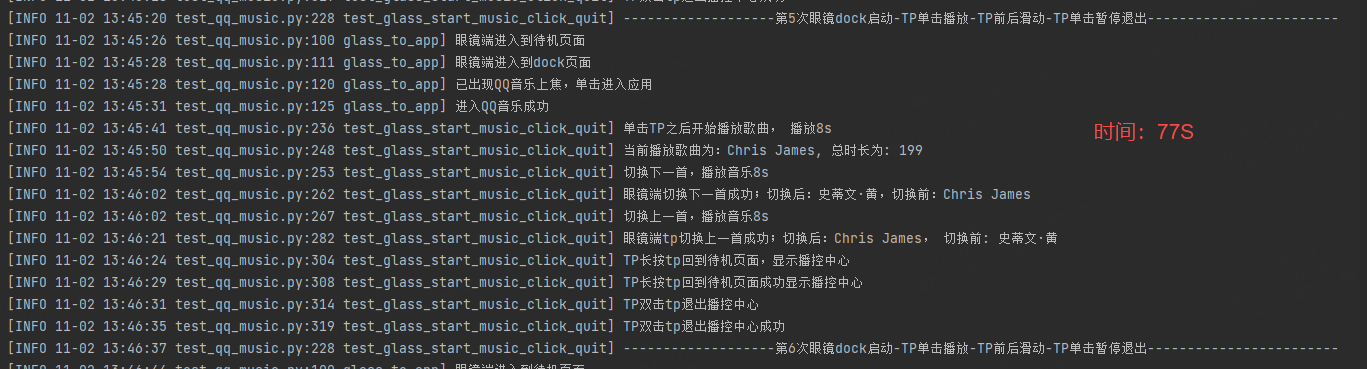 [INFO 11-02 13:45:20 test_qq_music.py:228 test_glass_start_music_click_quit] -------------------第5次眼镜dock启动-TP单击播放-TP前后滑动-TP单击暂停退出------------------------
[INFO 11-02 13:45:26 test_qq_music.py:100 glass_to_app] 眼镜端进入到待机页面
[INFO 11-02 13:45:28 test_qq_music.py:111 glass_to_app] 眼镜端进入到dock页面
[INFO 11-02 13:45:28 test_qq_music.py:120 glass_to_app] 已出现QQ音乐上焦，单击进入应用
[INFO 11-02 13:45:31 test_qq_music.py:125 glass_to_app] 进入QQ音乐成功
[INFO 11-02 13:45:41 test_qq_music.py:236 test_glass_start_music_click_quit] 单击TP之后开始播放歌曲， 播放8s
时间：77S
[INFO 11-02 13:45:50 test_qq_music.py:248 test_glass_start_music_click_quit] 当前播放歌曲为：Chris James, 总时长为: 199
[INFO 11-02 13:45:54 test_qq_music.py:253 test_glass_start_music_click_quit] 切换下一首，播放音乐8s
[INFO 11-02 13:46:02 test_qq_music.py:262 test_glass_start_music_click_quit] 眼镜端切换下一首成功；切换后：史蒂文·黄，切换前：Chris James
[INFO 11-02 13:46:02 test_qq_music.py:267 test_glass_start_music_click_quit] 切换上一首，播放音乐8s
[INFO 11-02 13:46:21 test_qq_music.py:282 test_glass_start_music_click_quit] 眼镜端tp切换上一首成功；切换后：Chris James， 切换前: 史蒂文·黄
[INFO 11-02 13:46:24 test_qq_music.py:304 test_glass_start_music_click_quit] TP长按tp回到待机页面，显示播控中心
[INFO 11-02 13:46:29 test_qq_music.py:308 test_glass_start_music_click_quit] TP长按tp回到待机页面成功显示播控中心
[INFO 11-02 13:46:31 test_qq_music.py:314 test_glass_start_music_click_quit] TP双击tp退出播控中心
[INFO 11-02 13:46:35 test_qq_music.py:319 test_glass_start_music_click_quit] TP双击tp退出播控中心成功
[INFO 11-02 13:46:37 test_qq_music.py:228 test_glass_start_music_click_quit] -------------------第6次眼镜dock启动-TP单击播放-TP前后滑动-TP单击暂停退出------------------------